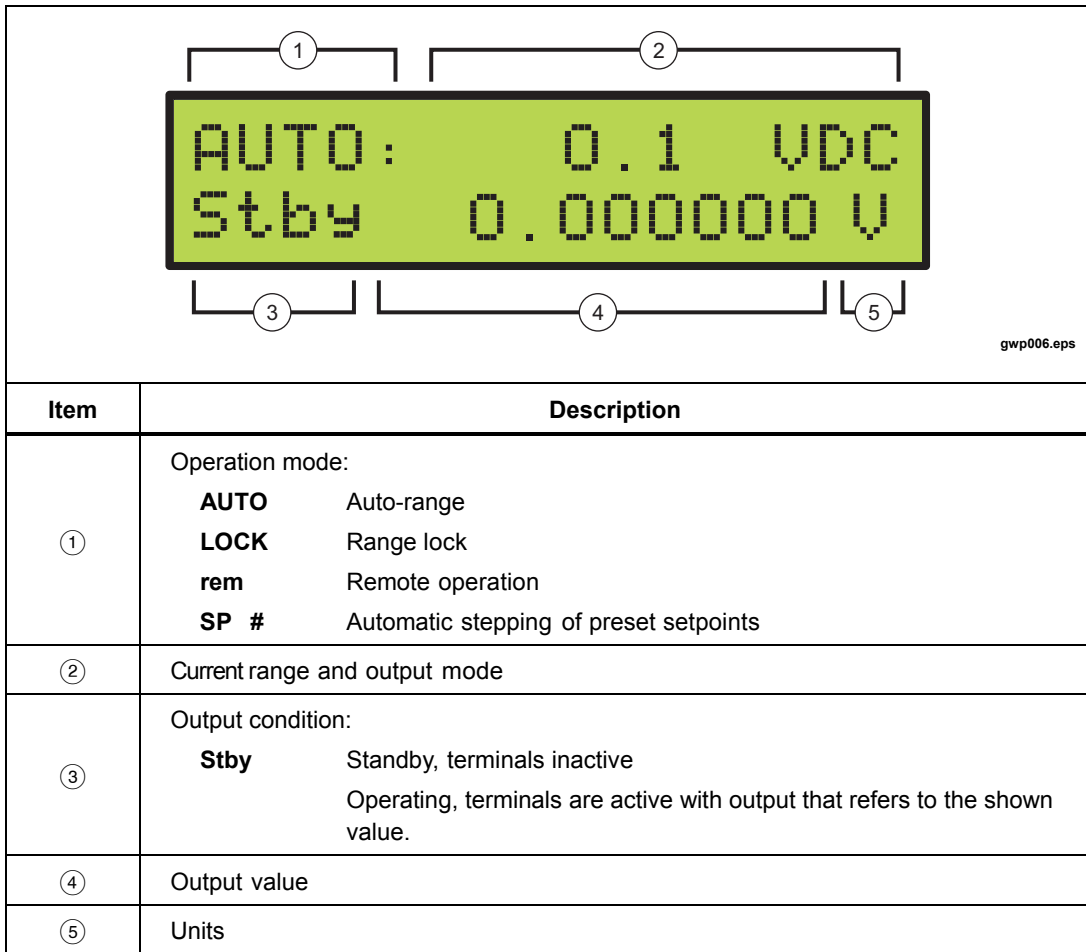 ① ②
AUTO: 0.1 VDC
Stby 0.000000 V
③ ④ ⑤
gwp006.eps
Item Description
① Operation mode:
AUTO Auto-range
LOCK Range lock
rem Remote operation
SP # Automatic stepping of preset setpoints
② Current range and output mode
③ Output condition:
Stby Standby, terminals inactive
Operating, terminals are active with output that refers to the shown
value.
④ Output value
⑤ Units